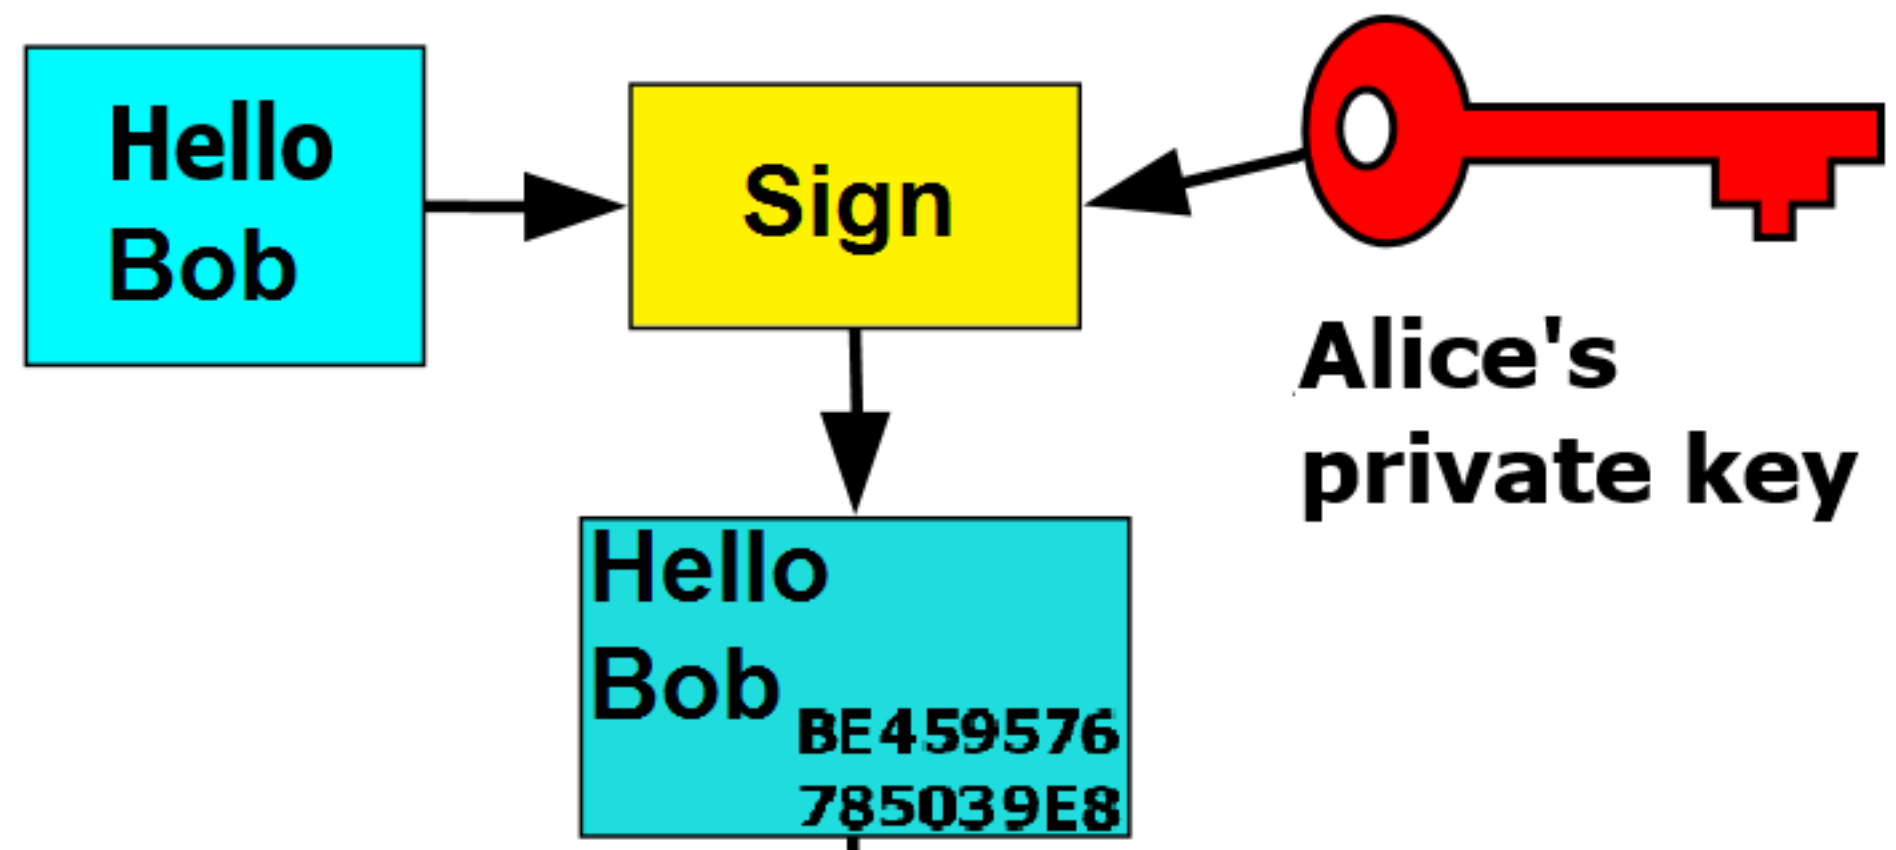 Hello
Bob
Sign
Alice's
private key
Hello
Bob
BE459576
785039E8